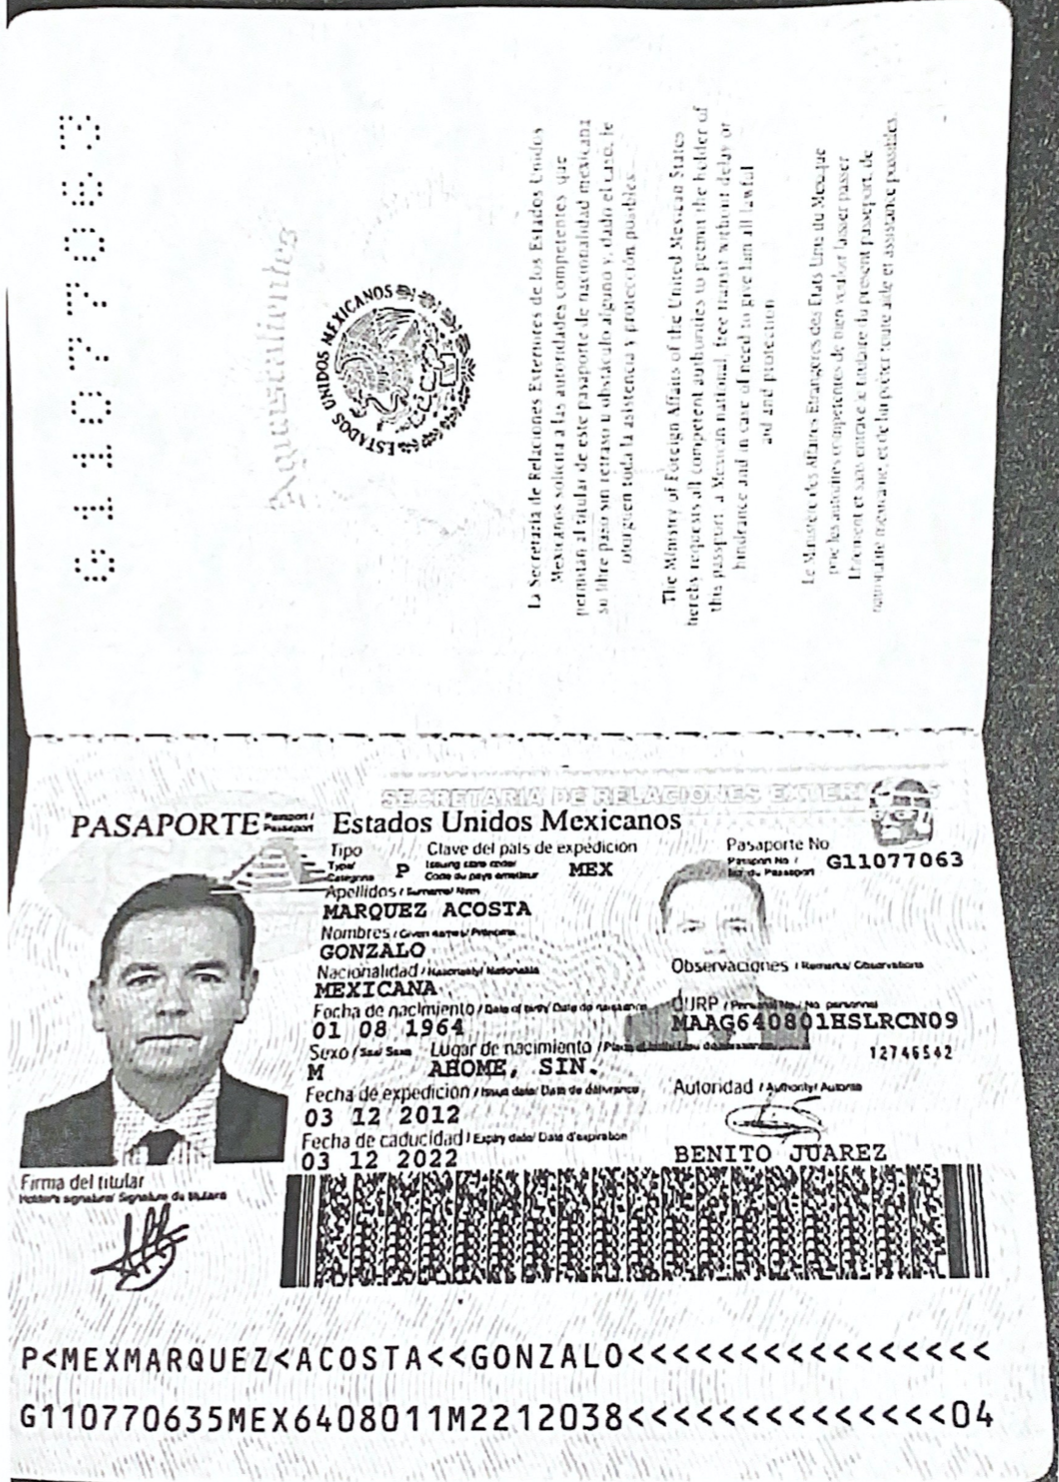 G11077063
ESTADOS UNIDOS MEXICANOS
La Secretaría de Relaciones Exteriores de los Estados Unidos
Mexicanos solicita a las autoridades competentes que
permitan al titular de este pasaporte de nacionalidad mexicana
su libre paso sin retraso u obstáculo alguno y, dado el caso, le
otorguen toda la asistencia y protección posibles.
The Ministry of Foreign Affairs of the United Mexican States
hereby requests all competent authorities to permit the holder of
this passport, a Mexican national, free transit without delay or
hindrance and in case of need to give him all lawful
aid and protection
Le Ministère des Affaires Etrangères des Etats Unis du Mexique
prie les autorités compétentes de bien vouloir laisser passer
librement et sans entrave le titulaire du présent passeport, de
nationalité mexicaine, et de lui prêter toute aide et assistance possibles.
SECRETARIA DE RELACIONES EXTERI
PASAPORTE Passport / Passeport Estados Unidos Mexicanos
Tipo Clave del país de expedición Pasaporte No
Type/ Issuing state code/ Passport No /
Categorie P Code du pays émetteur MEX No. du Passeport G11077063
Apellidos / Surname/ Nom
MARQUEZ ACOSTA
Nombres / Given names/ Prénoms
GONZALO
Nacionalidad / Nationality/ Nationalité Observaciones / Remarks/ Observations
MEXICANA
Fecha de nacimiento / Date of birth/ Date de naissance CURP / Personal No./ No. personnel
01 08 1964 MAAG640801HSLRCN09
Sexo / Sex/ Sexe Lugar de nacimiento / 12746542
M AHOME, SIN.
Fecha de expedición / Issue date/ Date de délivrance Autoridad / Authority/ Autorité
03 12 2012
Fecha de caducidad / Expiry date/ Date d'expiration
03 12 2022 BENITO JUAREZ
Firma del titular
Holder's signature/ Signature du titulaire
P<MEXMARQUEZ<ACOSTA<<GONZALO<<<<<<<<<<<<<<<<
G110770635MEX6408011M2212038<<<<<<<<<<<<<<04